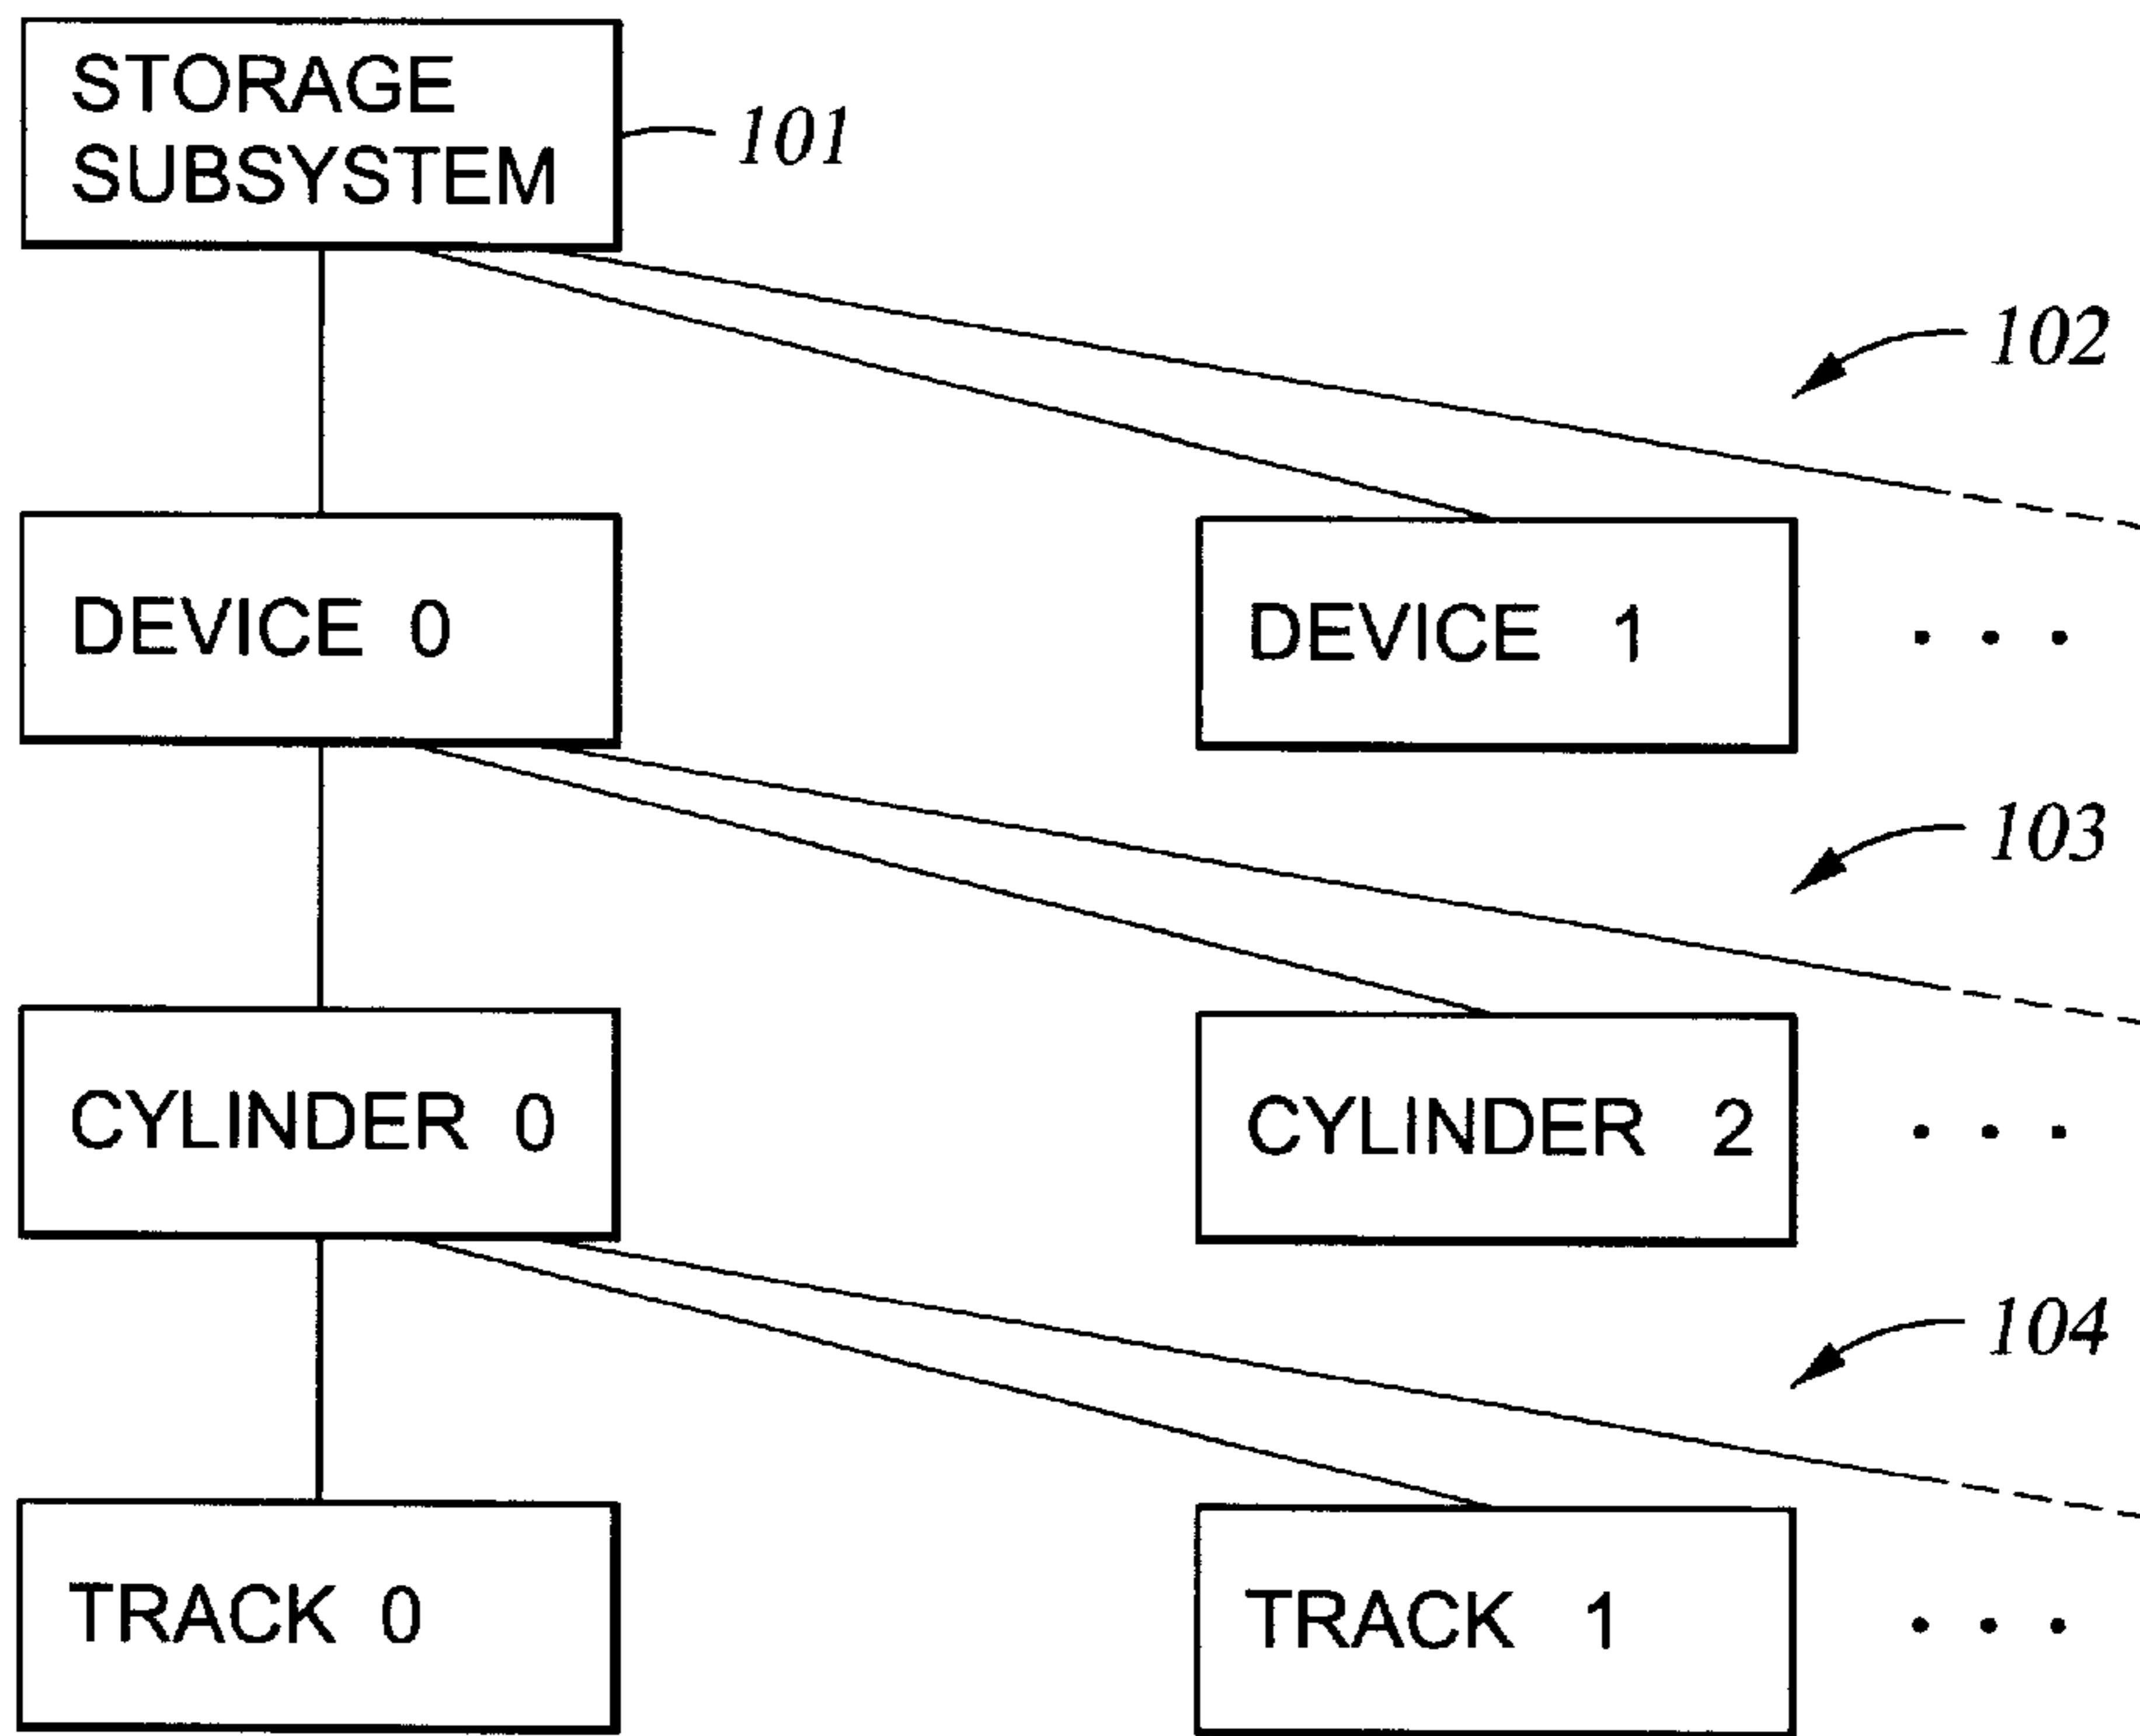 STORAGE
SUBSYSTEM
101
102
DEVICE 0
DEVICE 1
. . .
103
CYLINDER 0
CYLINDER 2
. . .
104
TRACK 0
TRACK 1
. . .